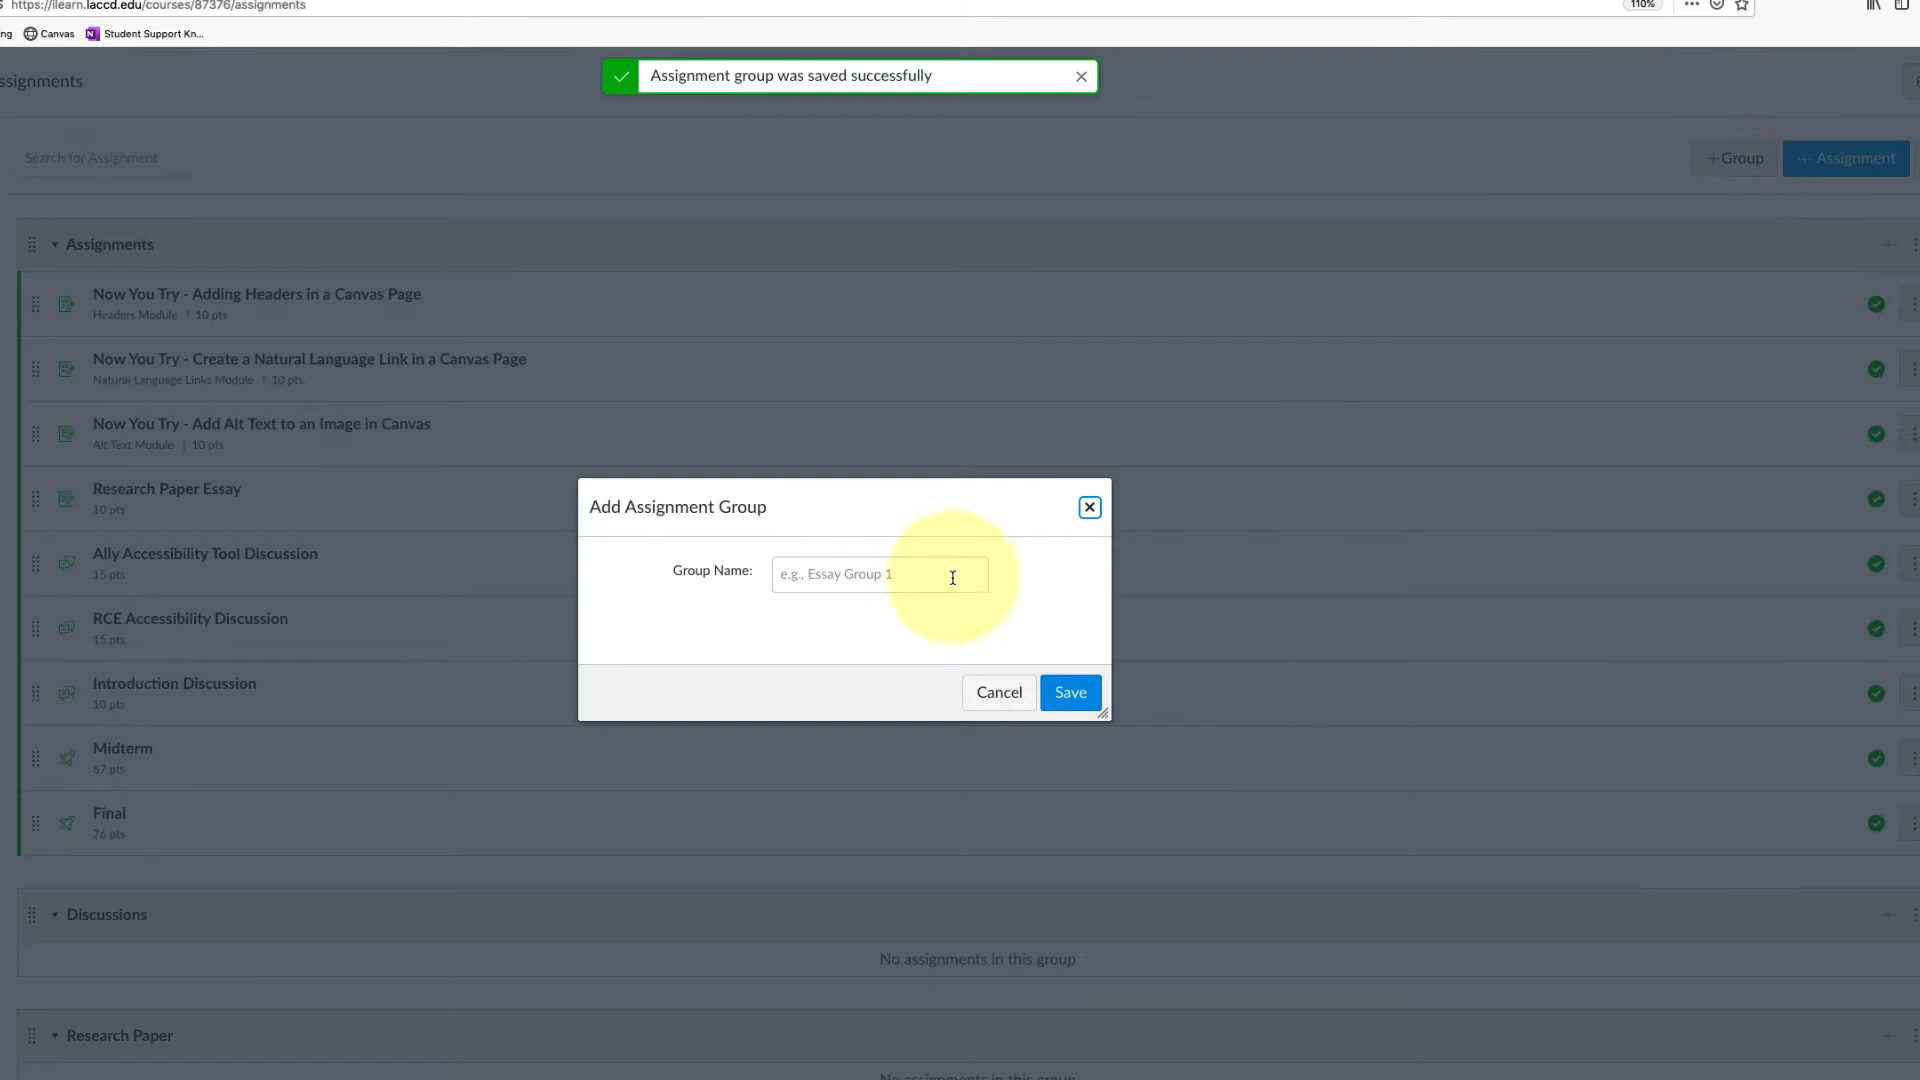 https://ilearn.laccd.edu/courses/87376/assignments
110%
ng Canvas Student Support Kn...
ssignments
Assignment group was saved successfully
Search for Assignment
+Group
+ Assignment
Assignments
Now You Try - Adding Headers in a Canvas Page
Headers Module | 10 pts
Now You Try - Create a Natural Language Link in a Canvas Page
Natural Language Links Module | 10 pts
Now You Try - Add Alt Text to an Image in Canvas
Alt Text Module | 10 pts
Research Paper Essay
10 pts
Add Assignment Group
Ally Accessibility Tool Discussion
15 pts
Group Name: e.g., Essay Group 1
RCE Accessibility Discussion
15 pts
Introduction Discussion
10 pts
Cancel Save
Midterm
67 pts
Final
76 pts
Discussions
No assignments in this group
Research Paper
No assignments in this group